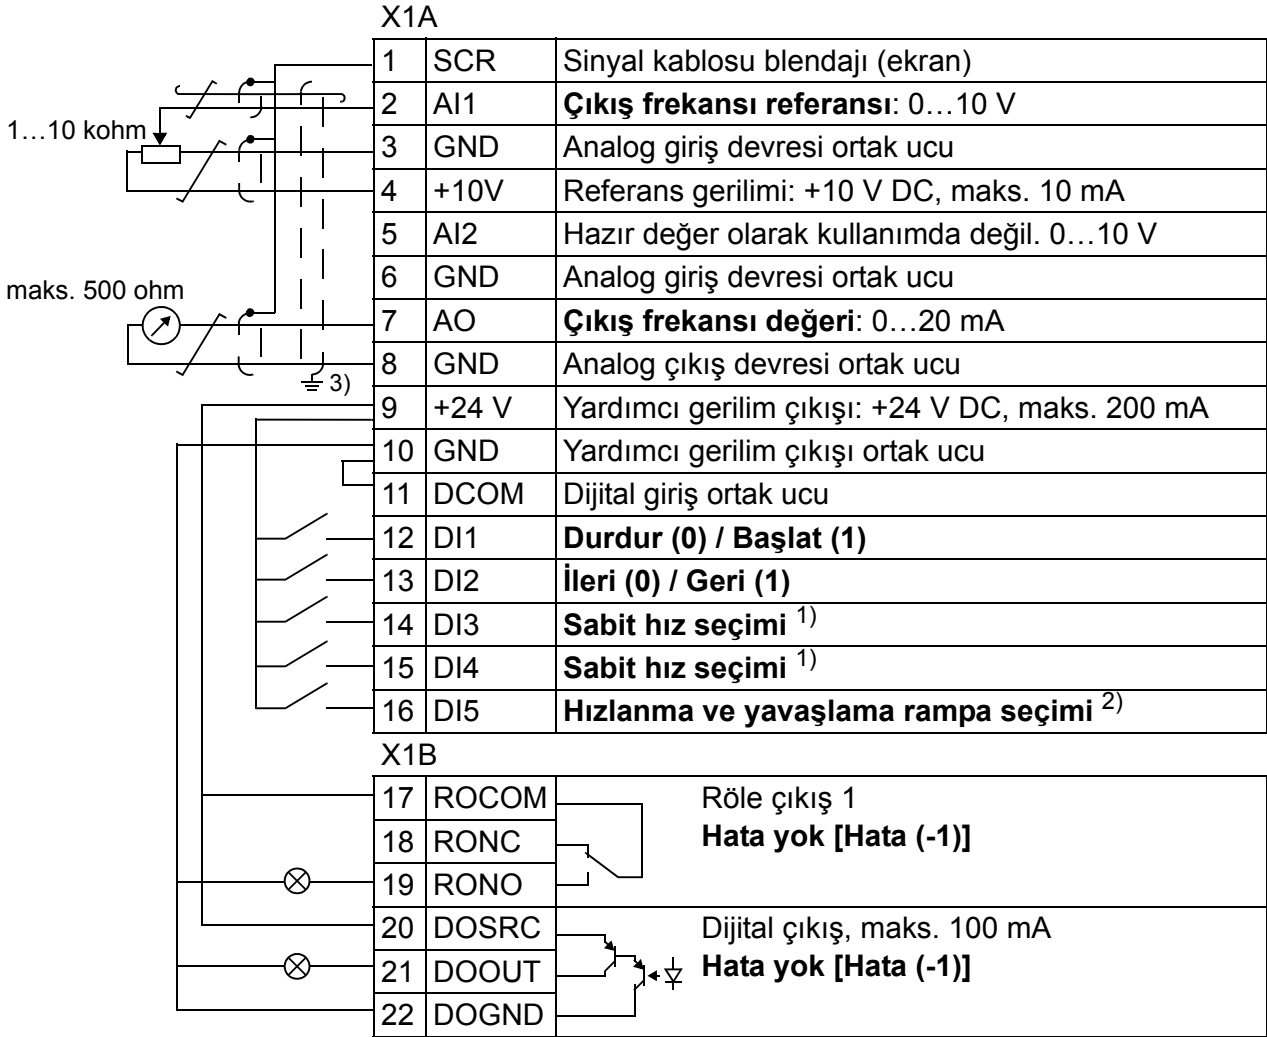 X1A
1 SCR Sinyal kablosu blendajı (ekran)
2 AI1 Çıkış frekansı referansı: 0…10 V
1…10 kohm
3 GND Analog giriş devresi ortak ucu
4 +10V Referans gerilimi: +10 V DC, maks. 10 mA
5 AI2 Hazır değer olarak kullanımda değil. 0…10 V
6 GND Analog giriş devresi ortak ucu
maks. 500 ohm
7 AO Çıkış frekansı değeri: 0…20 mA
8 GND Analog çıkış devresi ortak ucu
3)
9 +24 V Yardımcı gerilim çıkışı: +24 V DC, maks. 200 mA
10 GND Yardımcı gerilim çıkışı ortak ucu
11 DCOM Dijital giriş ortak ucu
12 DI1 Durdur (0) / Başlat (1)
13 DI2 İleri (0) / Geri (1)
14 DI3 Sabit hız seçimi 1)
15 DI4 Sabit hız seçimi 1)
16 DI5 Hızlanma ve yavaşlama rampa seçimi 2)
X1B
17 ROCOM Röle çıkış 1
18 RONC Hata yok [Hata (-1)]
19 RONO
20 DOSRC Dijital çıkış, maks. 100 mA
21 DOOUT Hata yok [Hata (-1)]
22 DOGND